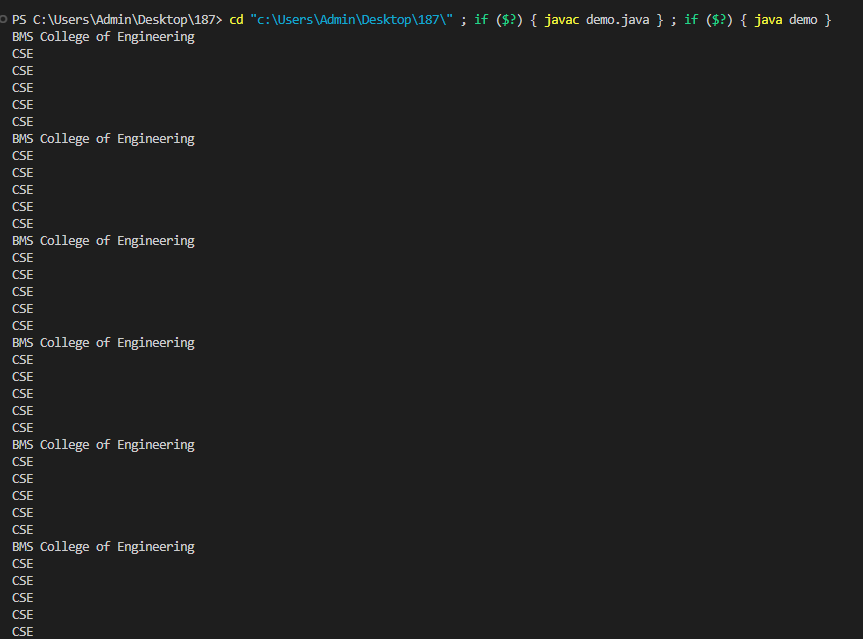 PS C:\Users\Admin\Desktop\187> cd "c:\Users\Admin\Desktop\187\" ; if ($?) { javac demo.java } ; if ($?) { java demo }
BMS College of Engineering
CSE
CSE
CSE
CSE
CSE
BMS College of Engineering
CSE
CSE
CSE
CSE
CSE
BMS College of Engineering
CSE
CSE
CSE
CSE
CSE
BMS College of Engineering
CSE
CSE
CSE
CSE
CSE
BMS College of Engineering
CSE
CSE
CSE
CSE
CSE
BMS College of Engineering
CSE
CSE
CSE
CSE
CSE